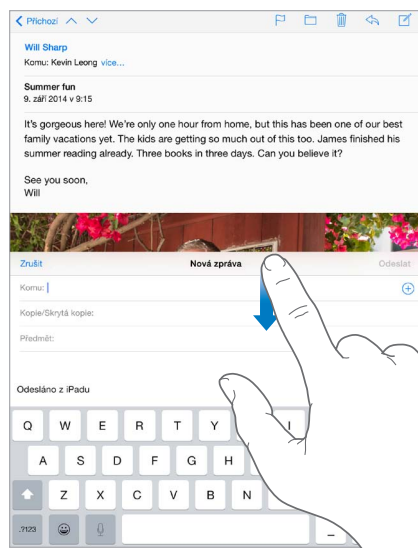 Příchozí
Will Sharp
Komu: Kevin Leong více...
Summer fun
9. září 2014 v 9:15
It's gorgeous here! We're only one hour from home, but this has been one of our best
family vacations yet. The kids are getting so much out of this too. James finished his
summer reading already. Three books in three days. Can you believe it?
See you soon,
Will
Zrušit Nová zpráva Odeslat
Komu:
Kopie/Skrytá kopie:
Předmět:
Odesláno z iPadu
Q W E R T Y I
A S D F G H
Z X C V B N
.?123